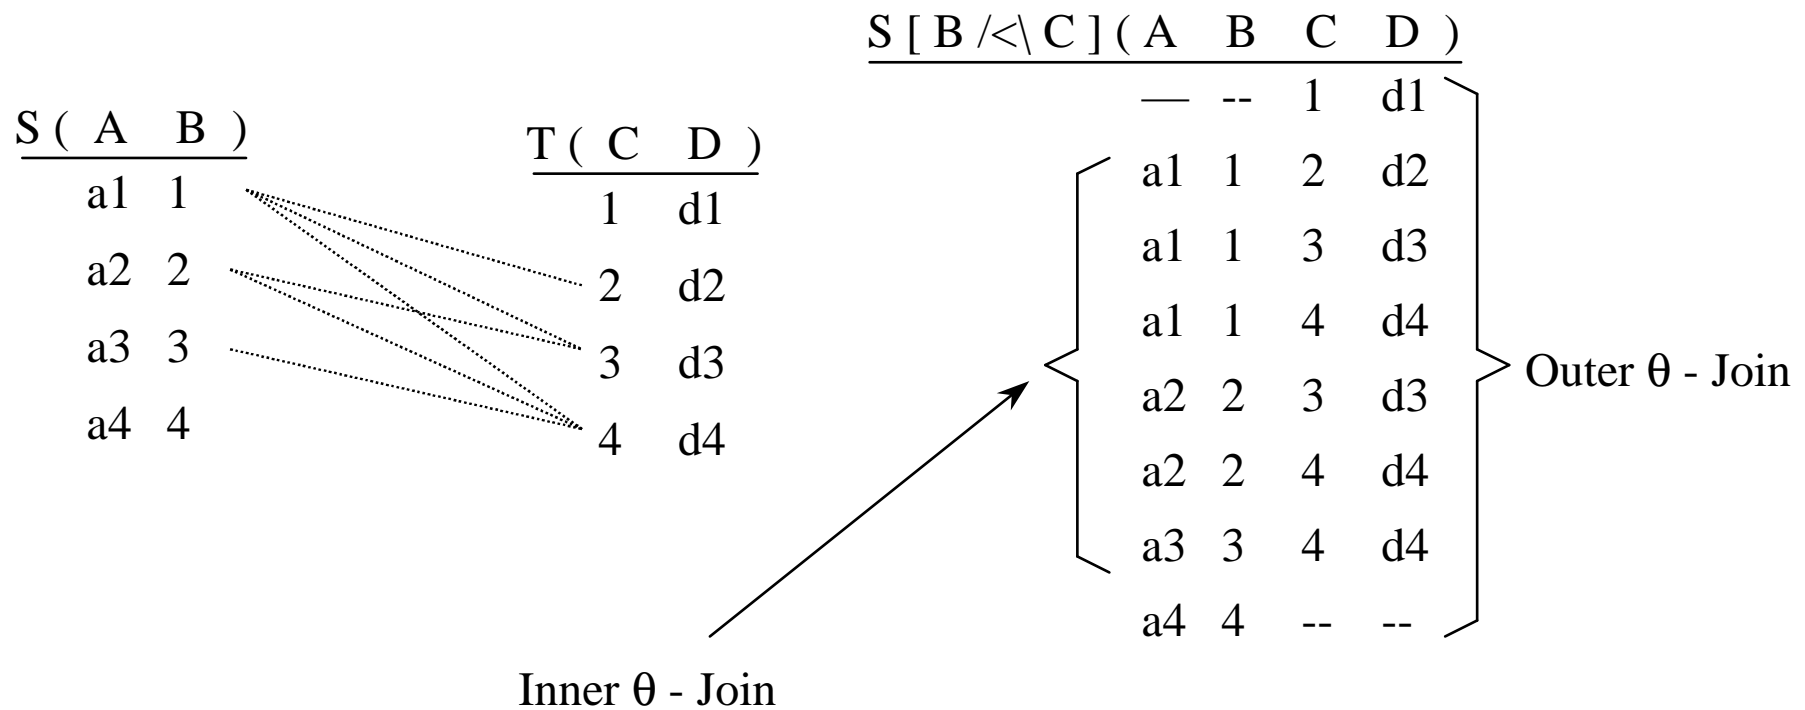 S ( A B )
a1 1
a2 2
a3 3
a4 4
T ( C D )
1 d1
2 d2
3 d3
4 d4
S [ B /<\ C ] ( A B C D )
— -- 1 d1
a1 1 2 d2
a1 1 3 d3
a1 1 4 d4
a2 2 3 d3
a2 2 4 d4
a3 3 4 d4
a4 4 -- --
Outer θ - Join
Inner θ - Join